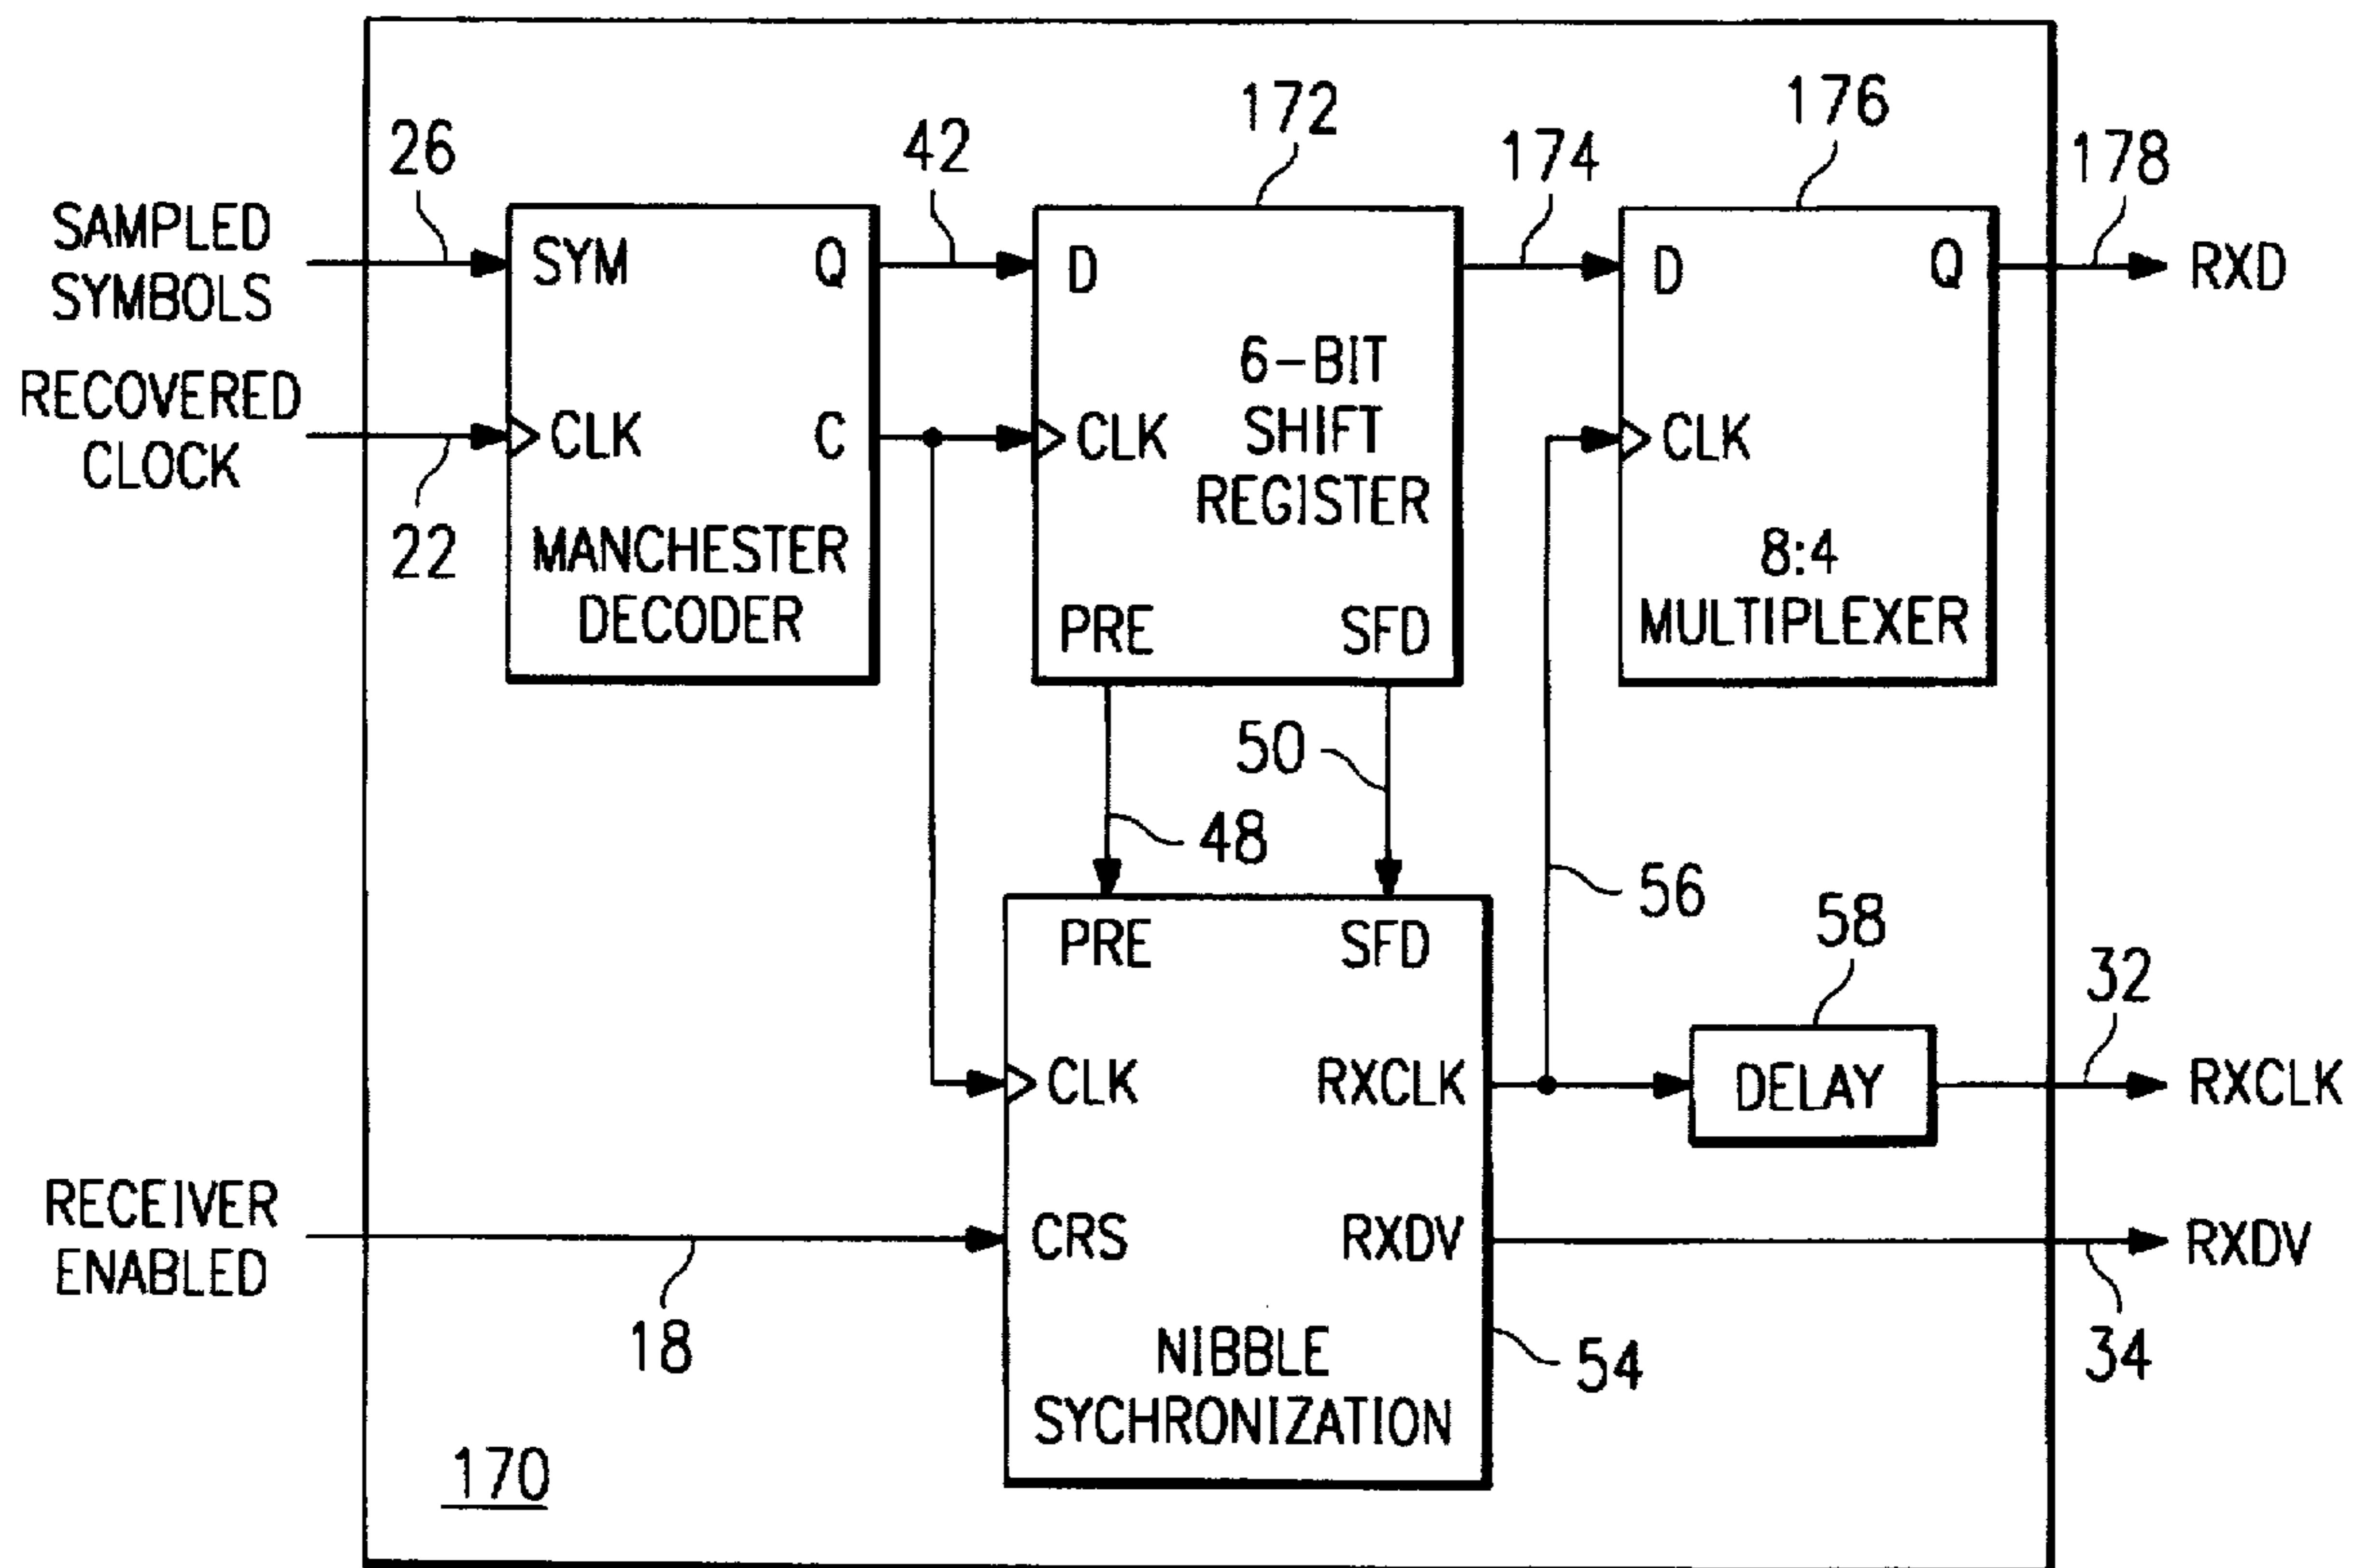 172
176
26
42
174
178
SAMPLED
SYMBOLS
SYM
Q
D
D
Q
RXD
6-BIT
SHIFT
REGISTER
RECOVERED
CLOCK
CLK
C
CLK
CLK
22
MANCHESTER
DECODER
8:4
MULTIPLEXER
PRE
SFD
50
48
56
58
32
PRE
SFD
CLK
RXCLK
DELAY
RXCLK
RECEIVER
ENABLED
CRS
RXDV
RXDV
18
NIBBLE
SYCHRONIZATION
54
34
170